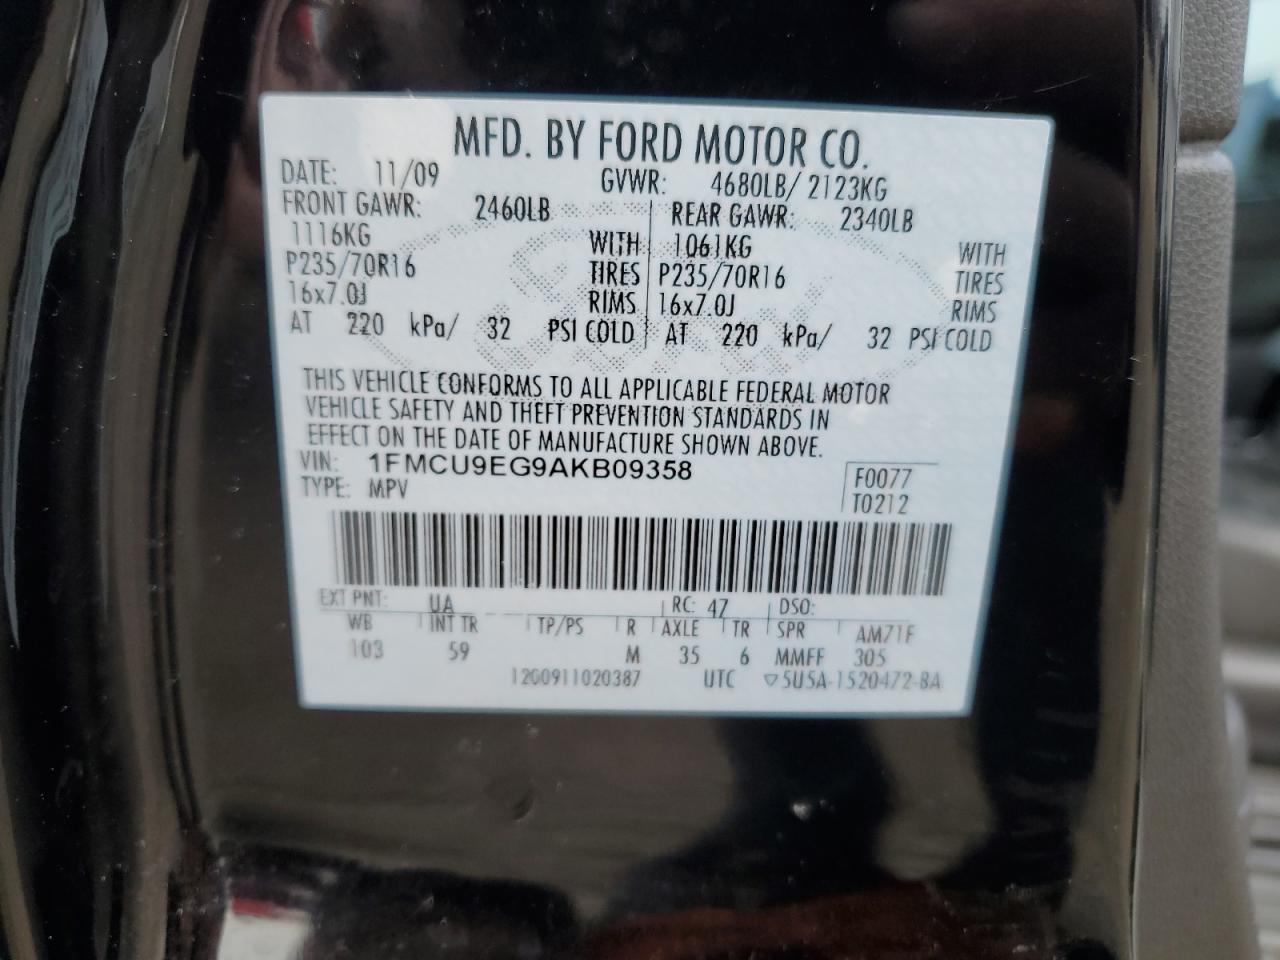 MFD. BY FORD MOTOR CO.
DATE: 11/09 GVWR: 4680LB/ 2123KG
FRONT GAWR: 2460LB REAR GAWR: 2340LB
1116KG WITH 1061KG WITH
P235/70R16 TIRES P235/70R16 TIRES
16x7.0J RIMS 16x7.0J RIMS
AT 220 kPa/ 32 PSI COLD AT 220 kPa/ 32 PSI COLD
THIS VEHICLE CONFORMS TO ALL APPLICABLE FEDERAL MOTOR
VEHICLE SAFETY AND THEFT PREVENTION STANDARDS IN
EFFECT ON THE DATE OF MANUFACTURE SHOWN ABOVE.
VIN: 1FMCU9EG9AKB09358 F0077
TYPE: MPV T0212
EXT PNT: UA RC: 47 DSO:
WB INT TR TP/PS R AXLE TR SPR AM71F
103 59 M 35 6 MMFF 305
12G0911020387 UTC ▽5U5A-1520472-BA